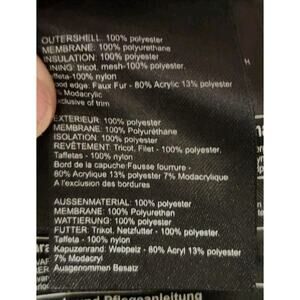 OUTERSHELL: 100% polyester
MEMBRANE: 100% polyurethane
INSULATION: 100% polyester
LINING: tricot, mesh-100% polyester,
taffeta-100% nylon
Hood edge: Faux Fur - 80% Acrylic 13% polyester
7% Modacrylic
exclusive of trim
EXTERIEUR: 100% polyester
MEMBRANE: 100% Polyuréthane
ISOLATION: 100% polyester
REVÊTEMENT: Tricot, Filet - 100% polyester,
Taffetas - 100% nylon
Bord de la capuche Fausse fourrure -
80% Acrylique 13% polyester 7% Modacrylique
A l'exclusion des bordures
AUSSENMATERIAL: 100% polyester
MEMBRANE: 100% Polyurethan
WATTIERUNG: 100% polyester
FUTTER: Trikot, Netzfutter - 100% polyester,
Taffeta - 100% nylon
Kapuzenrand: Webpelz - 80% Acryl 13% polyester
7% Modacryl
Ausgenommen Besatz
Pflegeanleitung